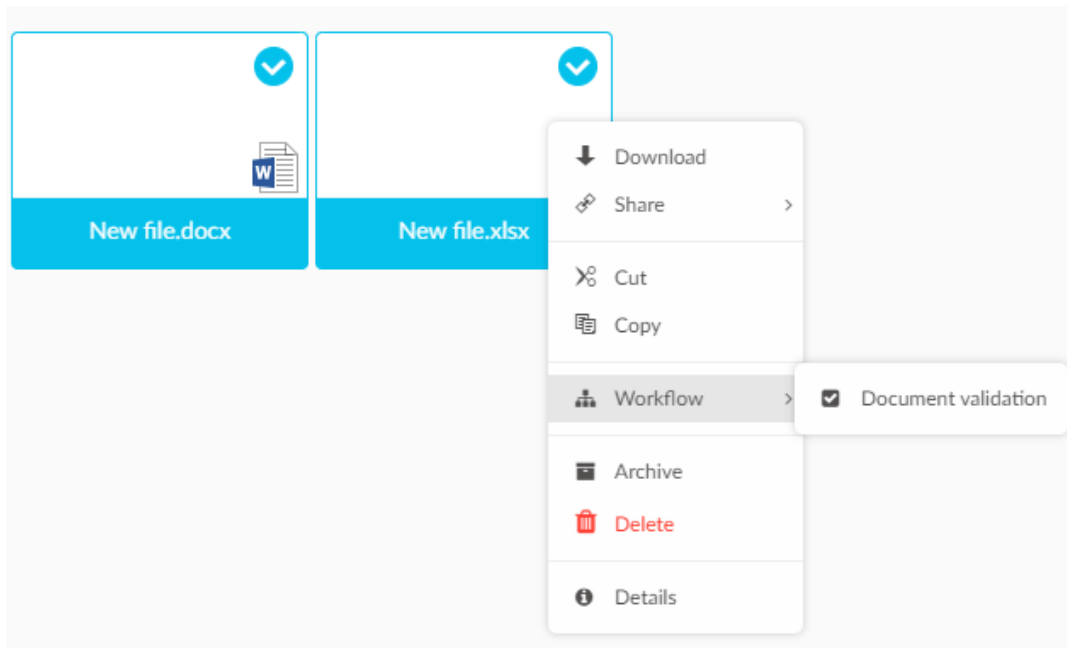 W
New file.docx
New file.xlsx
Download
Share
Cut
Copy
Workflow
Document validation
Archive
Delete
Details